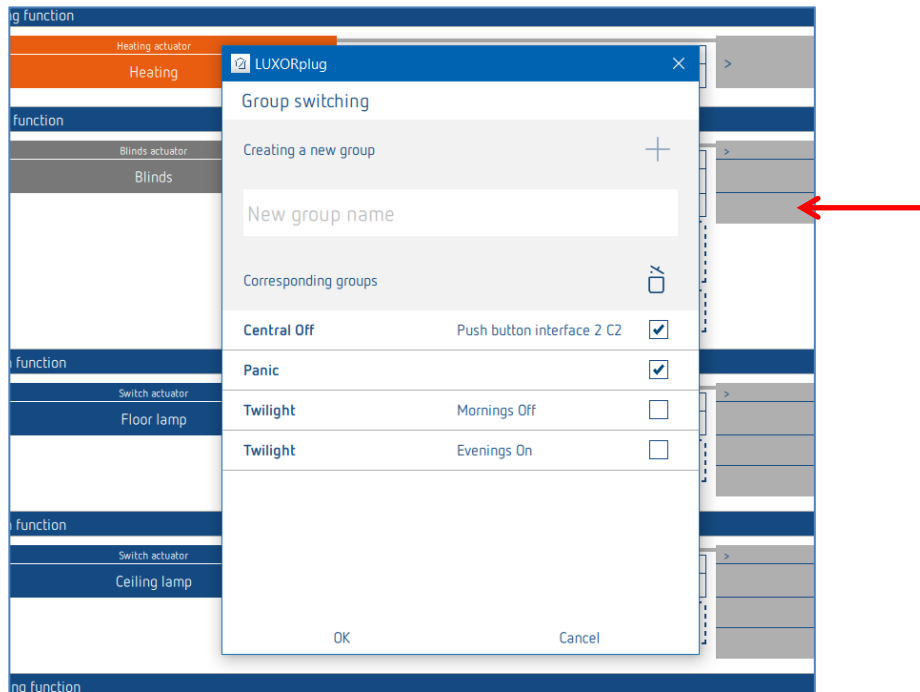 g function
Heating actuator
Heating
>
LUXORplug
Group switching
function
Creating a new group
New group name
Blinds actuator
Blinds
>
Corresponding groups
Central Off Push button interface 2 C2
Panic
Twilight Mornings Off
Twilight Evenings On
function
Switch actuator
Floor lamp
>
function
Switch actuator
Ceiling lamp
>
OK Cancel
ng function